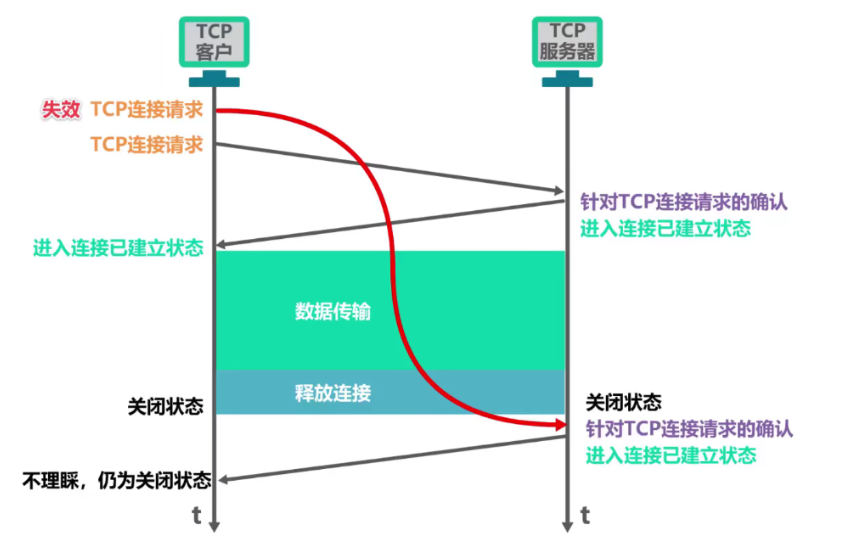 TCP
客户
TCP
服务器
失效 TCP连接请求
TCP连接请求
针对TCP连接请求的确认
进入连接已建立状态
进入连接已建立状态
数据传输
释放连接
关闭状态
关闭状态
针对TCP连接请求的确认
进入连接已建立状态
不理睬，仍为关闭状态
t
t